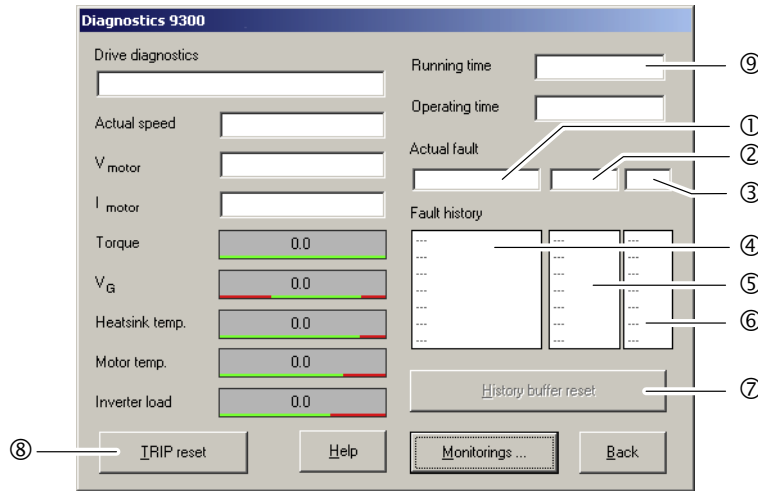 Diagnostics 9300
Drive diagnostics
Actual speed
V motor
I motor
Torque 0.0
VG 0.0
Heatsink temp. 0.0
Motor temp. 0.0
Inverter load 0.0
TRIP reset
Help
Running time
Operating time
Actual fault
Fault history
--- --- ---
--- --- ---
--- --- ---
--- --- ---
--- --- ---
--- --- ---
--- --- ---
History buffer reset
Monitorings ...
Back
⑨
①
②
③
④
⑤
⑥
⑦
⑧